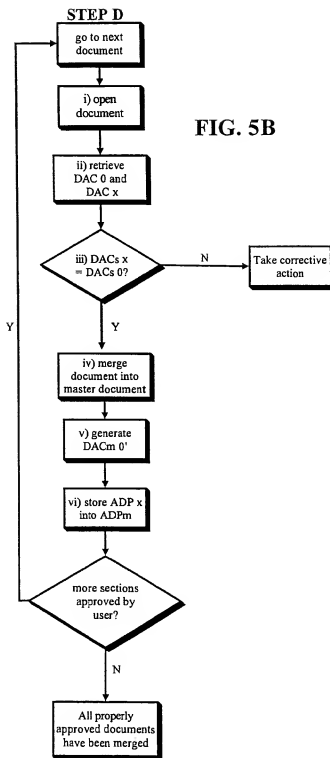 STEP D
go to next
document
i) open
document
FIG. 5B
ii) retrieve
DAC 0 and
DAC x
iii) DACs x
= DACs 0?
N
Take corrective
action
Y
Y
iv) merge
document into
master document
v) generate
DACm 0'
vi) store ADP x
into ADPm
more sections
approved by
user?
N
All properly
approved documents
have been merged